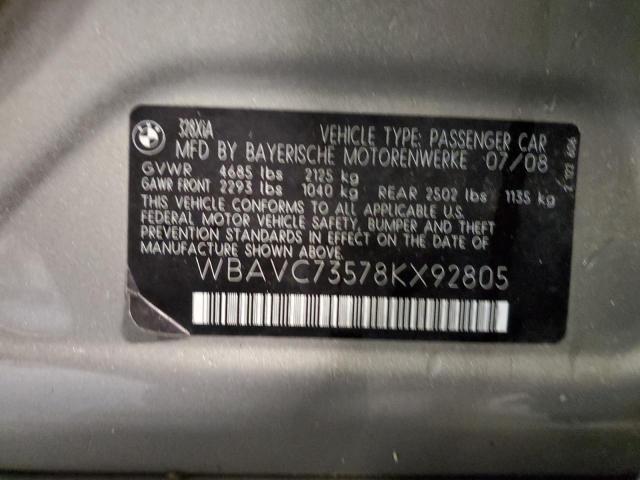 BMW
328XiA VEHICLE TYPE: PASSENGER CAR
MFD BY BAYERISCHE MOTORENWERKE 07/08
GVWR 4685 lbs 2125 kg
GAWR FRONT 2293 lbs 1040 kg REAR 2502 lbs 1135 kg
THIS VEHICLE CONFORMS TO ALL APPLICABLE U.S.
FEDERAL MOTOR VEHICLE SAFETY, BUMPER AND THEFT
PREVENTION STANDARDS IN EFFECT ON THE DATE OF
MANUFACTURE SHOWN ABOVE.
WBAVC73578KX92805